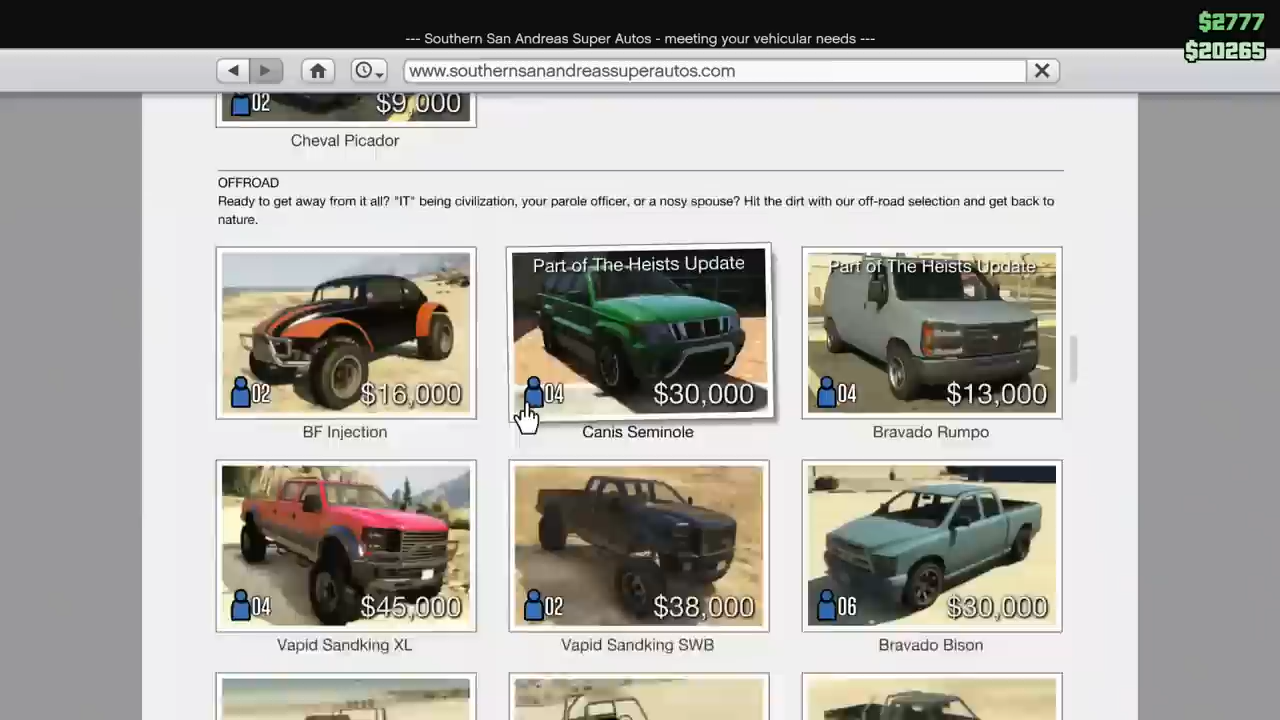 $2777
--- Southern San Andreas Super Autos - meeting your vehicular needs ---
$20265
www.southernsanandreassuperautos.com
02 $9,000
Cheval Picador
OFFROAD
Ready to get away from it all? "IT" being civilization, your parole officer, or a nosy spouse? Hit the dirt with our off-road selection and get back to
nature.
02 $16,000
BF Injection
Part of The Heists Update
04 $30,000
Canis Seminole
Part of The Heists Update
04 $13,000
Bravado Rumpo
04 $45,000
Vapid Sandking XL
02 $38,000
Vapid Sandking SWB
06 $30,000
Bravado Bison